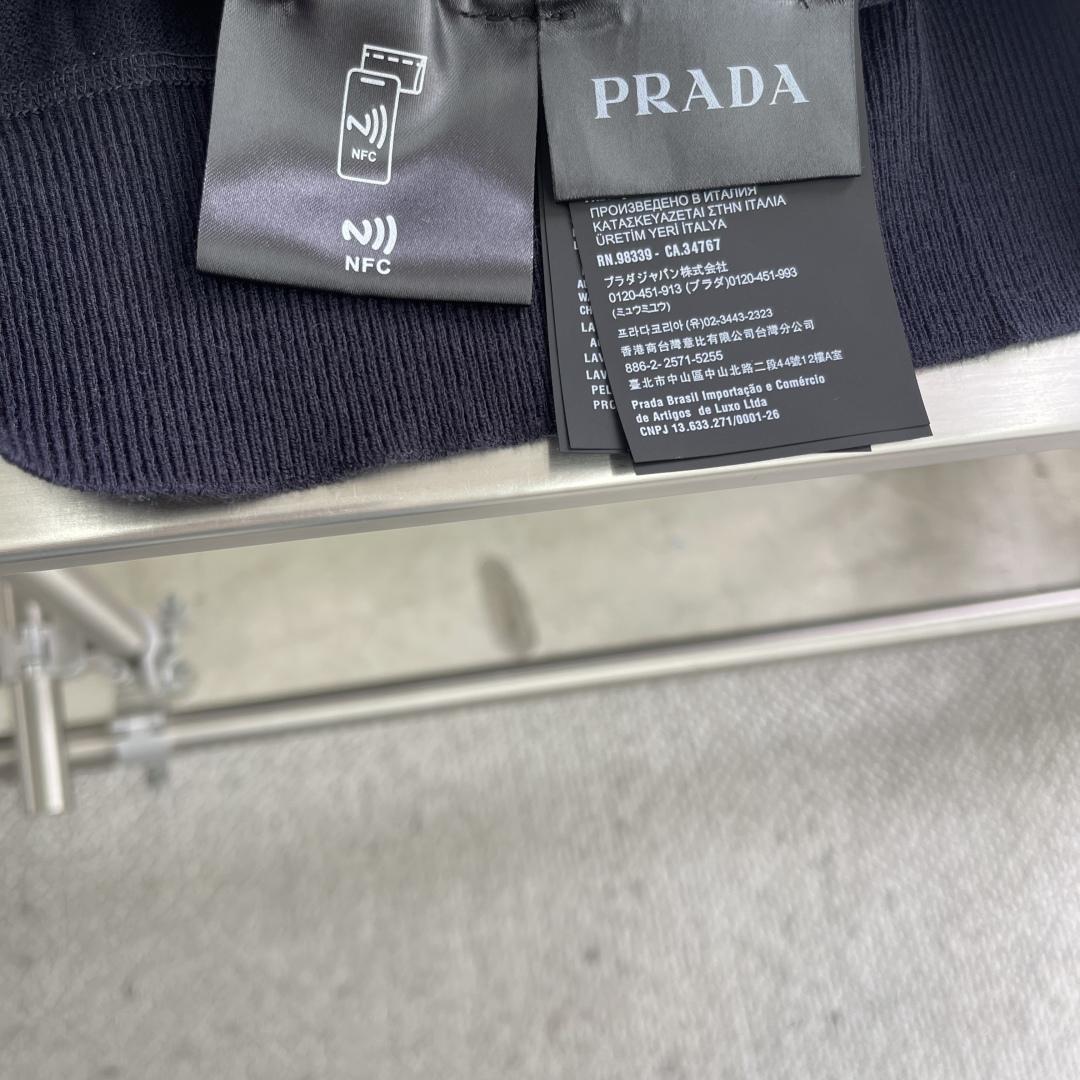 NFC
NFC
PRADA
ПРОИЗВЕДЕНО В ИТАЛИЯ
ΚΑΤΑΣΚΕΥΑΖΕΤΑΙ ΣΤΗΝ ΙΤΑΛΙΑ
ÜRETİM YERİ İTALYA
RN.98339 - CA.34767
プラダジャパン株式会社
0120-451-913 (プラダ)0120-451-993
(ミュウミュウ)
프라다코리아(유)02-3443-2323
香港商台灣意比有限公司台灣分公司
886-2- 2571-5255
臺北市中山區中山北路二段44號12樓A室
Prada Brasil Importação e Comércio
de Artigos de Luxo Ltda
CNPJ 13.633.271/0001-26